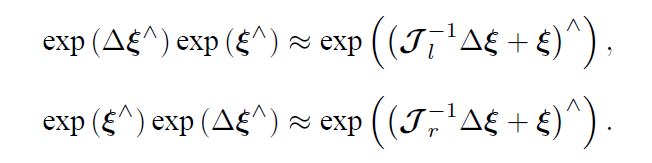 exp (Δξ^∧) exp (ξ^∧) ≈ exp ((𝓙_l^{-1}Δξ + ξ)^∧) ,
exp (ξ^∧) exp (Δξ^∧) ≈ exp ((𝓙_r^{-1}Δξ + ξ)^∧) .